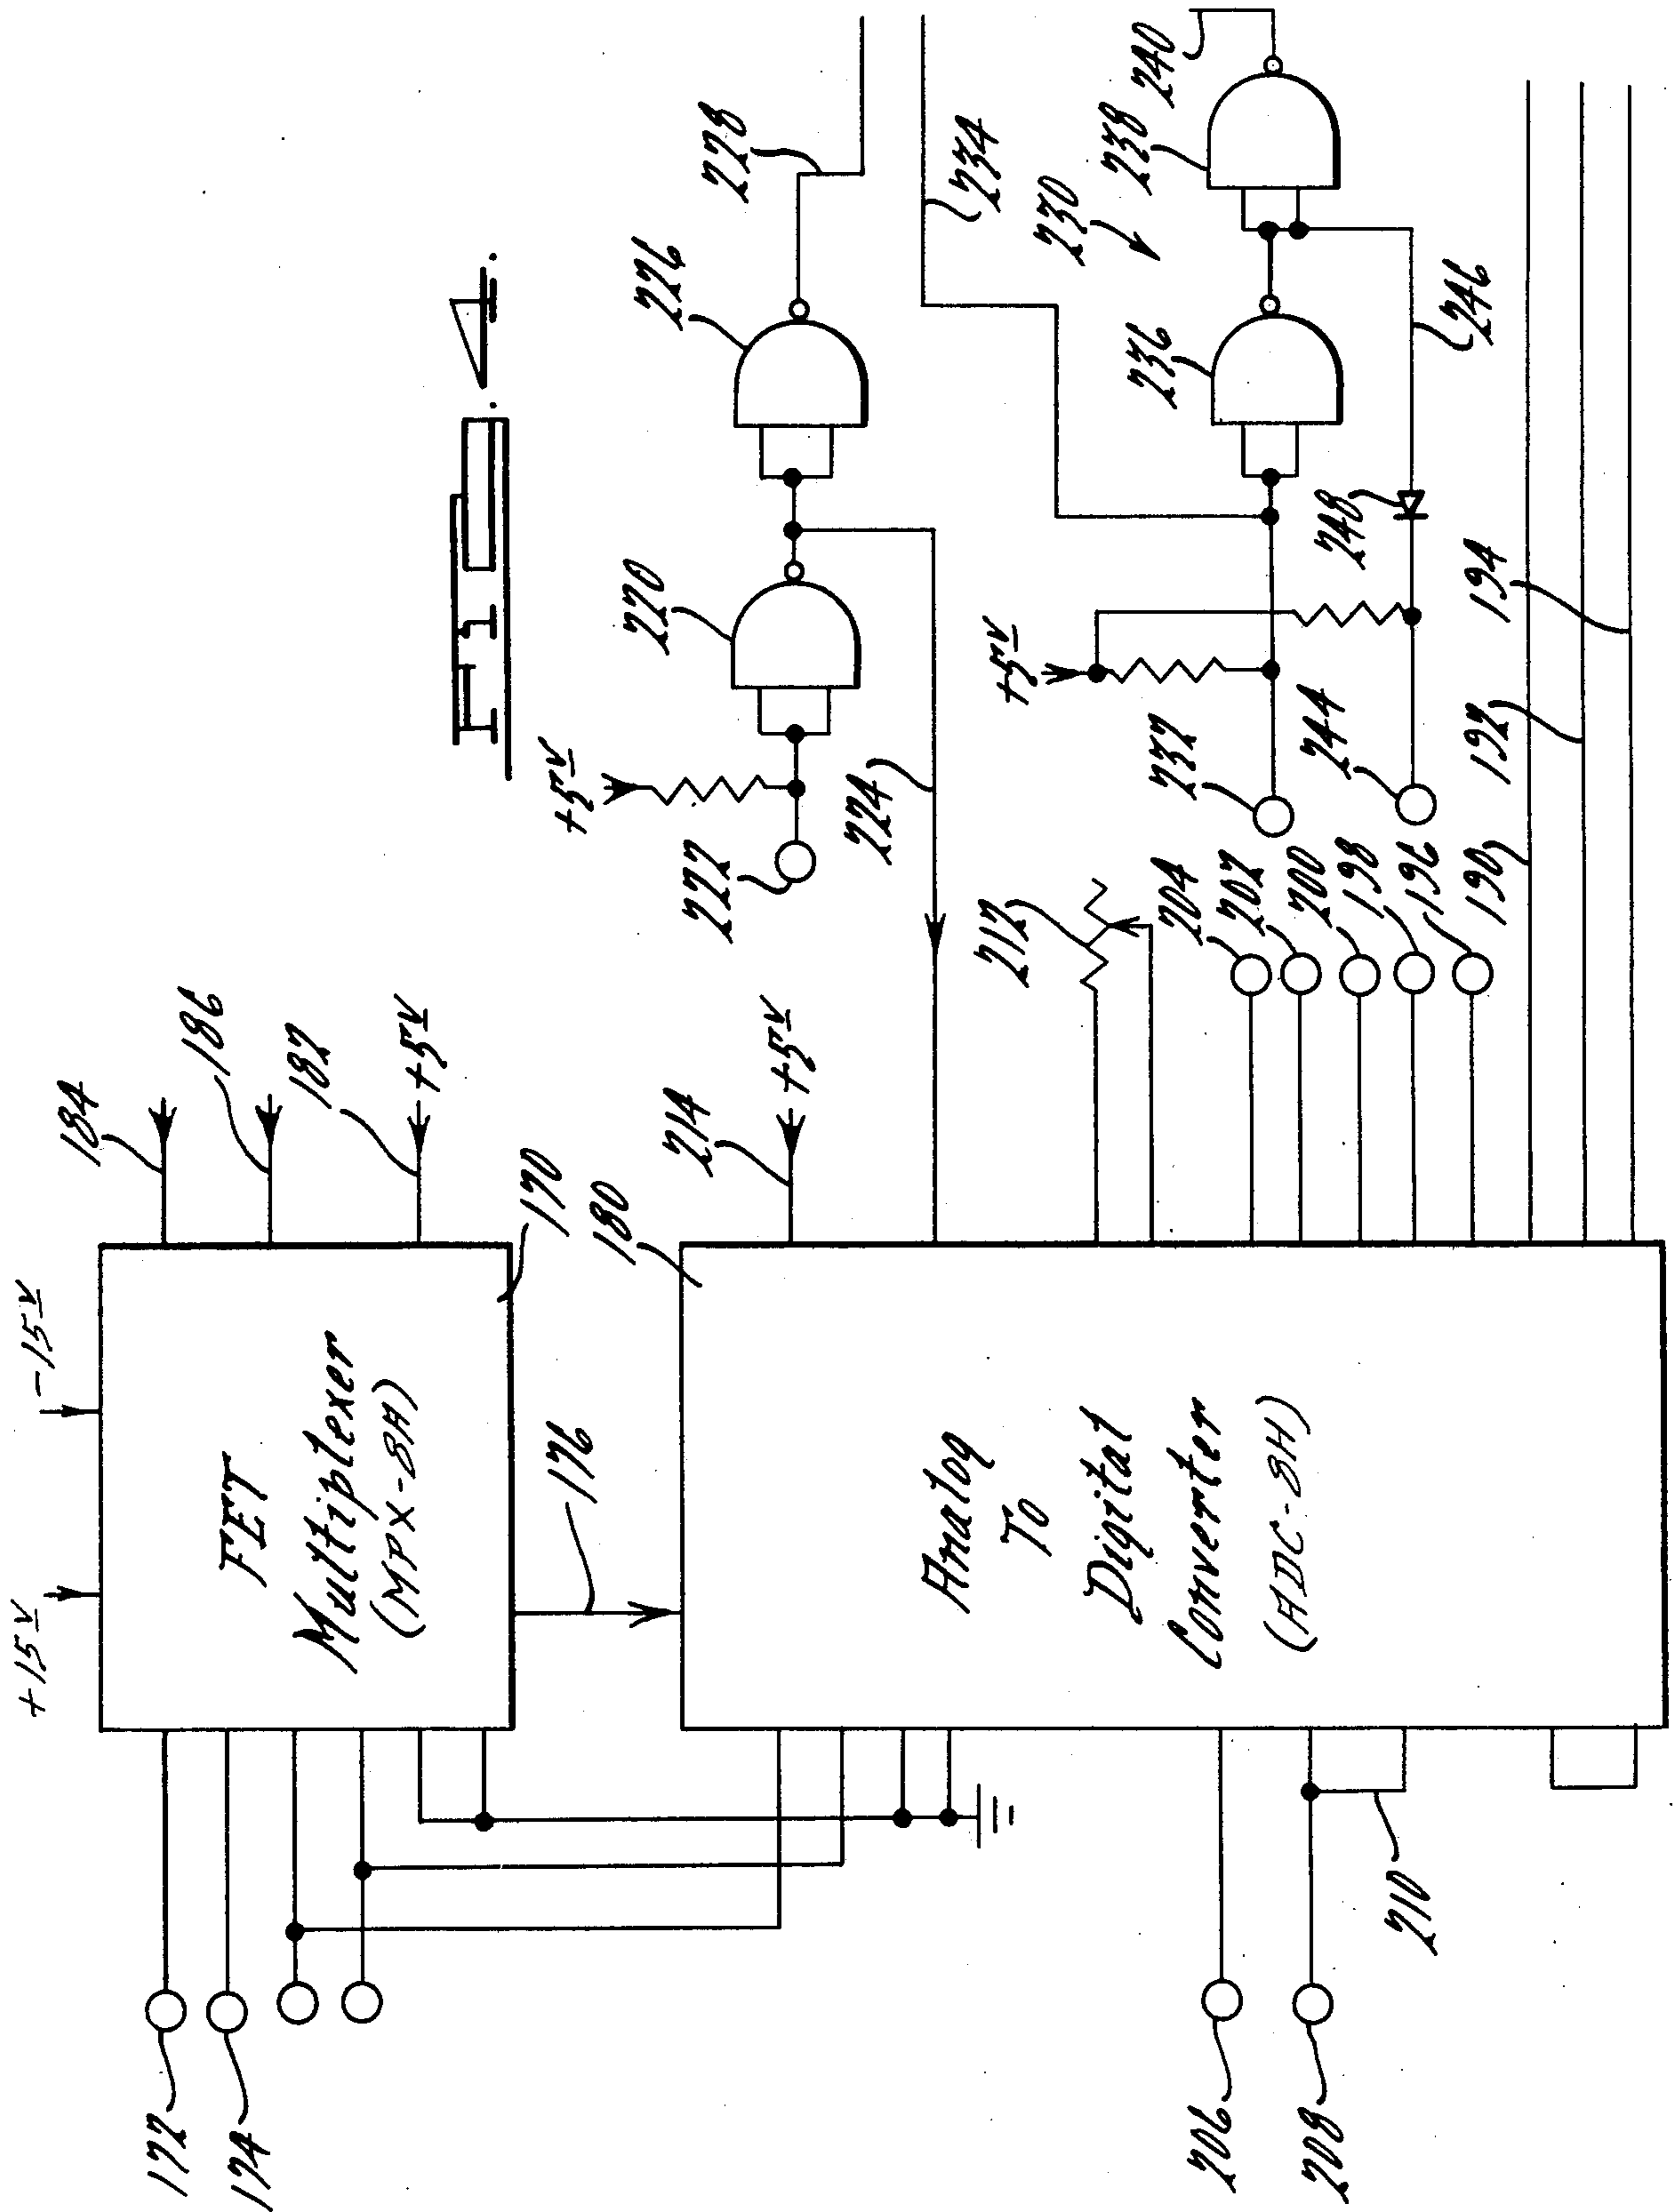 +15V
-15V
FET
Multiplexer
(MPX-8A)
170
172
174
184
186
182
+5V
176
180
Analog
To
Digital
Converter
(ADC-8H)
214
+5V
206
208
210
212
204
202
200
198
196
190
192
194
222
+5V
220
224
226
228
Fig. 4.
230
234
232
+5V
236
238
240
244
246
248